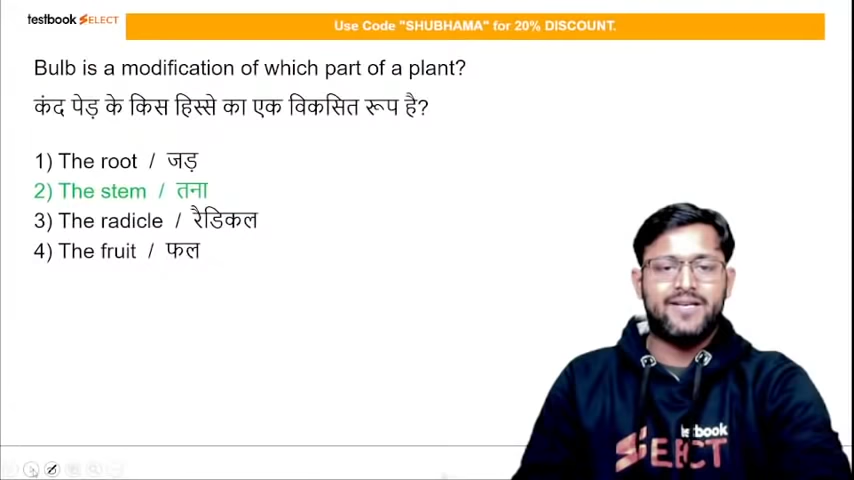 testbook SELECT
Use Code "SHUBHAMA" for 20% DISCOUNT.
Bulb is a modification of which part of a plant?
कंद पेड़ के किस हिस्से का एक विकसित रूप है?
1) The root / जड़
2) The stem / तना
3) The radicle / रैडिकल
4) The fruit / फल
testbook
SELECT